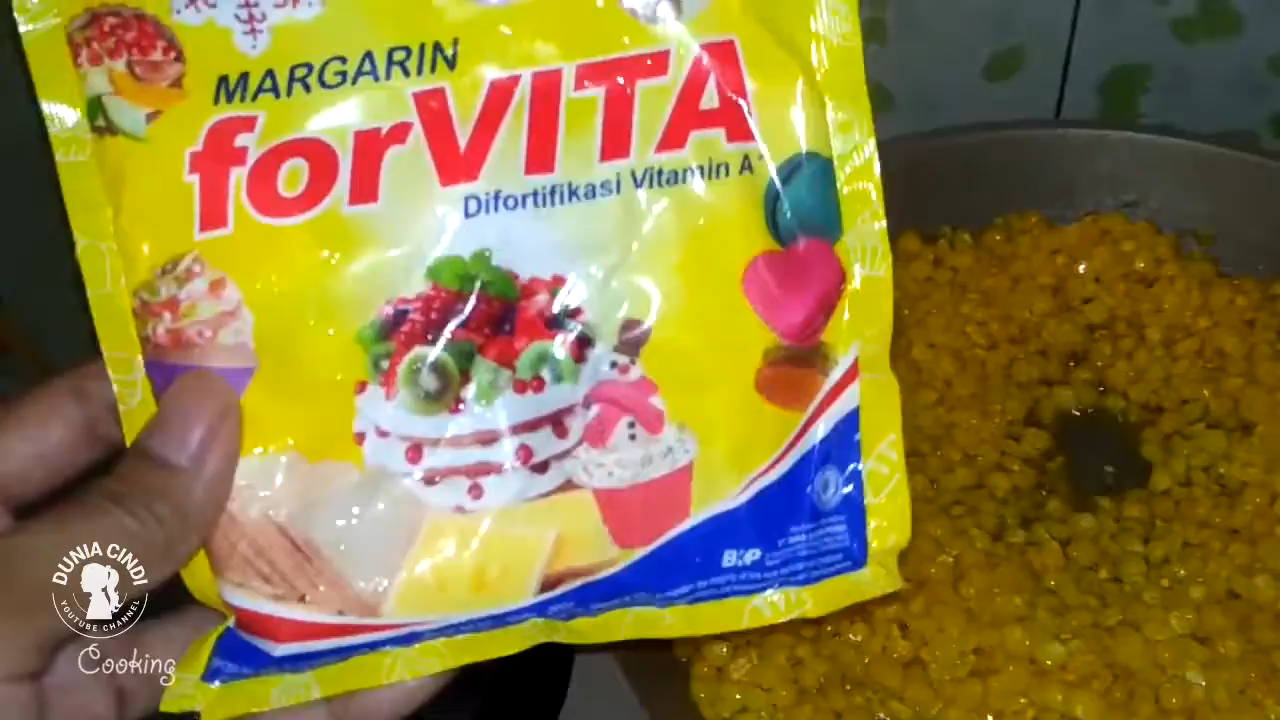 MARGARIN
forVITA
Difortifikasi Vitamin A
BKP
DUNIA CINDI
YOUTUBE CHANNEL
Cooking